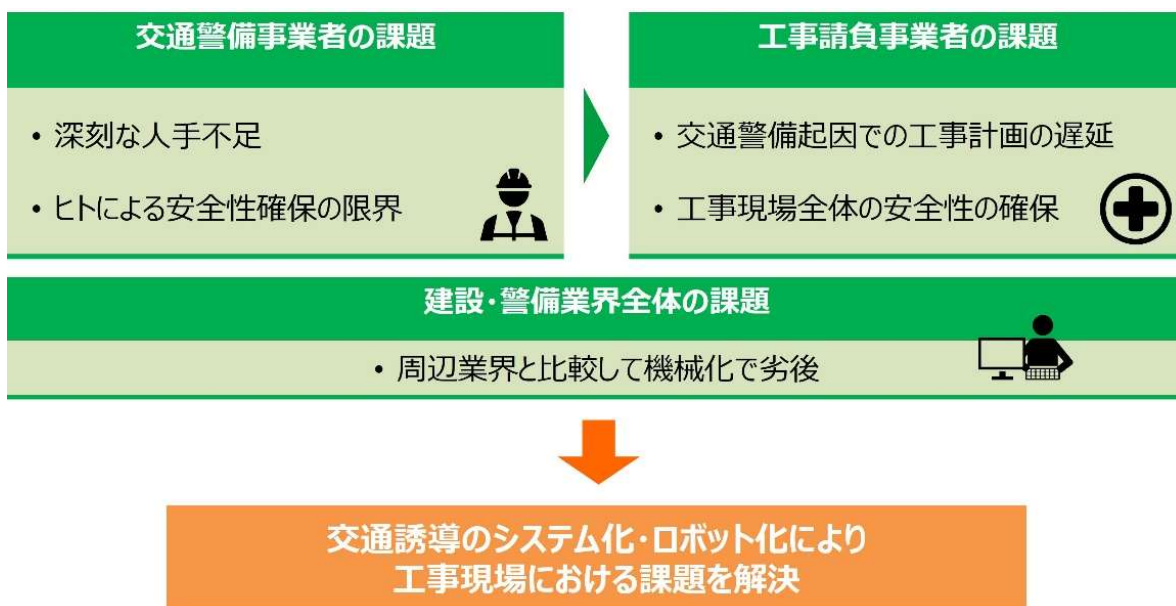 交通警備事業者の課題
・深刻な人手不足
・ヒトによる安全性確保の限界
工事請負事業者の課題
・交通警備起因での工事計画の遅延
・工事現場全体の安全性の確保
建設・警備業界全体の課題
・周辺業界と比較して機械化で劣後
交通誘導のシステム化・ロボット化により
工事現場における課題を解決